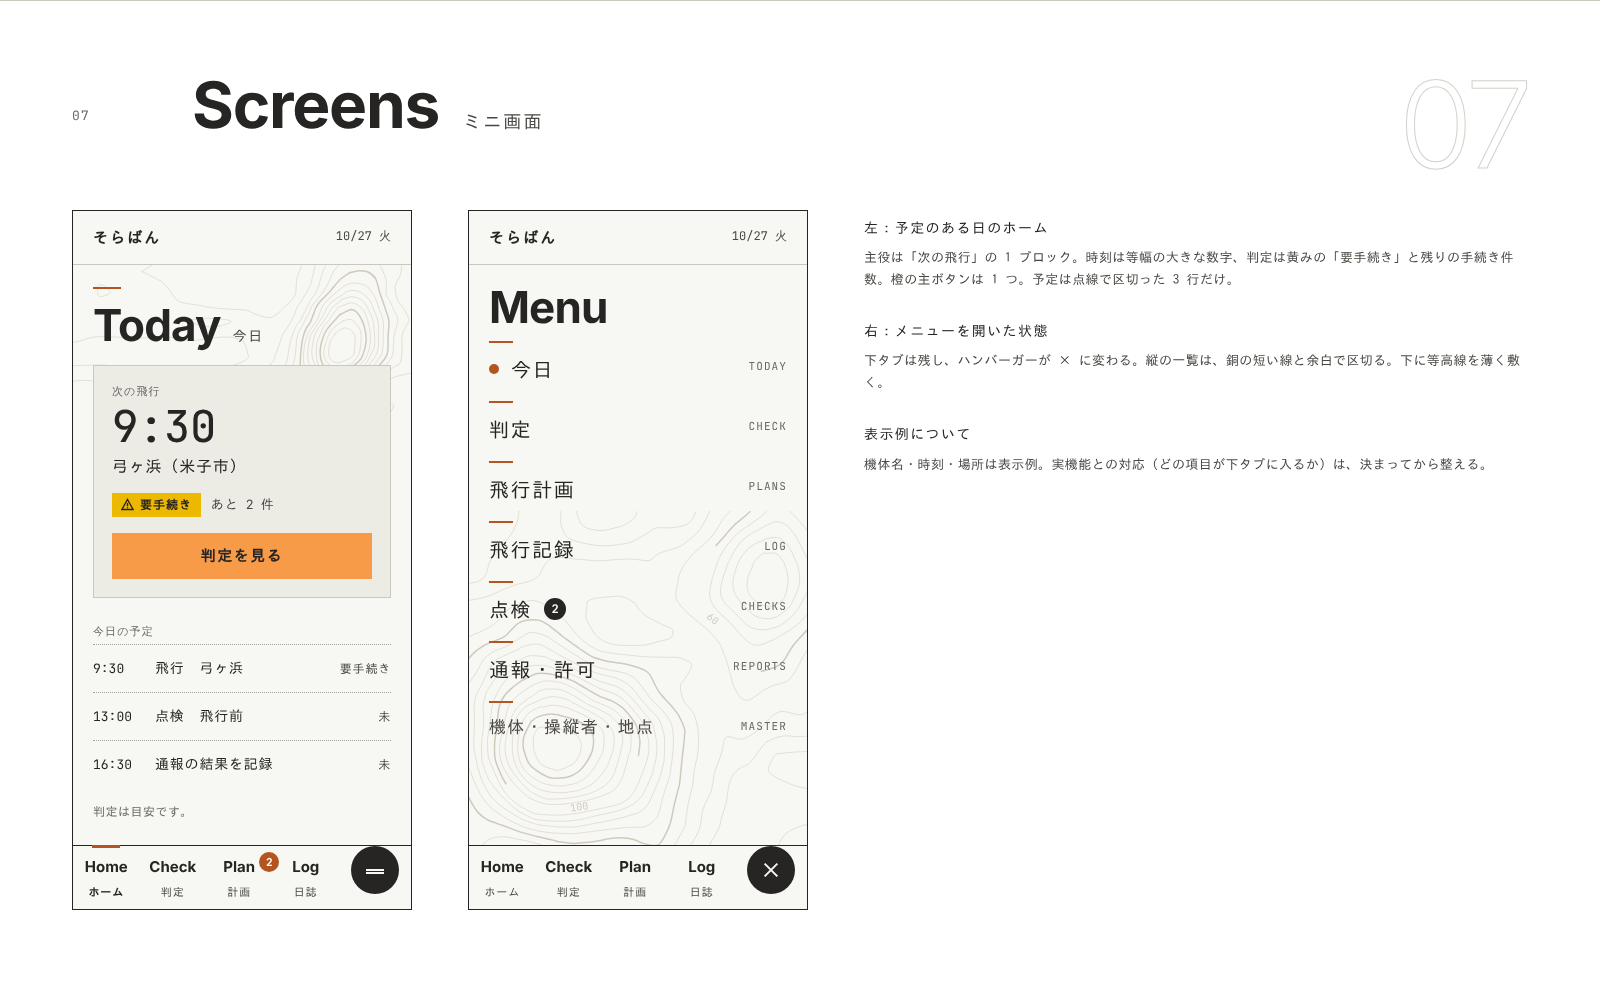 07
Screens ミニ画面
07
そらばん 10/27 火
Today 今日
次の飛行
9:30
弓ヶ浜（米子市）
要手続き あと 2 件
判定を見る
今日の予定
9:30 飛行 弓ヶ浜 要手続き
13:00 点検 飛行前 未
16:30 通報の結果を記録 未
判定は目安です。
Home Check Plan 2 Log
ホーム 判定 計画 日誌
そらばん 10/27 火
Menu
今日 TODAY
判定 CHECK
飛行計画 PLANS
飛行記録 LOG
点検 2 CHECKS
60
通報・許可 REPORTS
機体・操縦者・地点 MASTER
100
Home Check Plan Log
ホーム 判定 計画 日誌
左：予定のある日のホーム
主役は「次の飛行」の 1 ブロック。時刻は等幅の大きな数字、判定は黄みの「要手続き」と残りの手続き件
数。橙の主ボタンは 1 つ。予定は点線で区切った 3 行だけ。
右：メニューを開いた状態
下タブは残し、ハンバーガーが × に変わる。縦の一覧は、銅の短い線と余白で区切る。下に等高線を薄く敷
く。
表示例について
機体名・時刻・場所は表示例。実機能との対応（どの項目が下タブに入るか）は、決まってから整える。